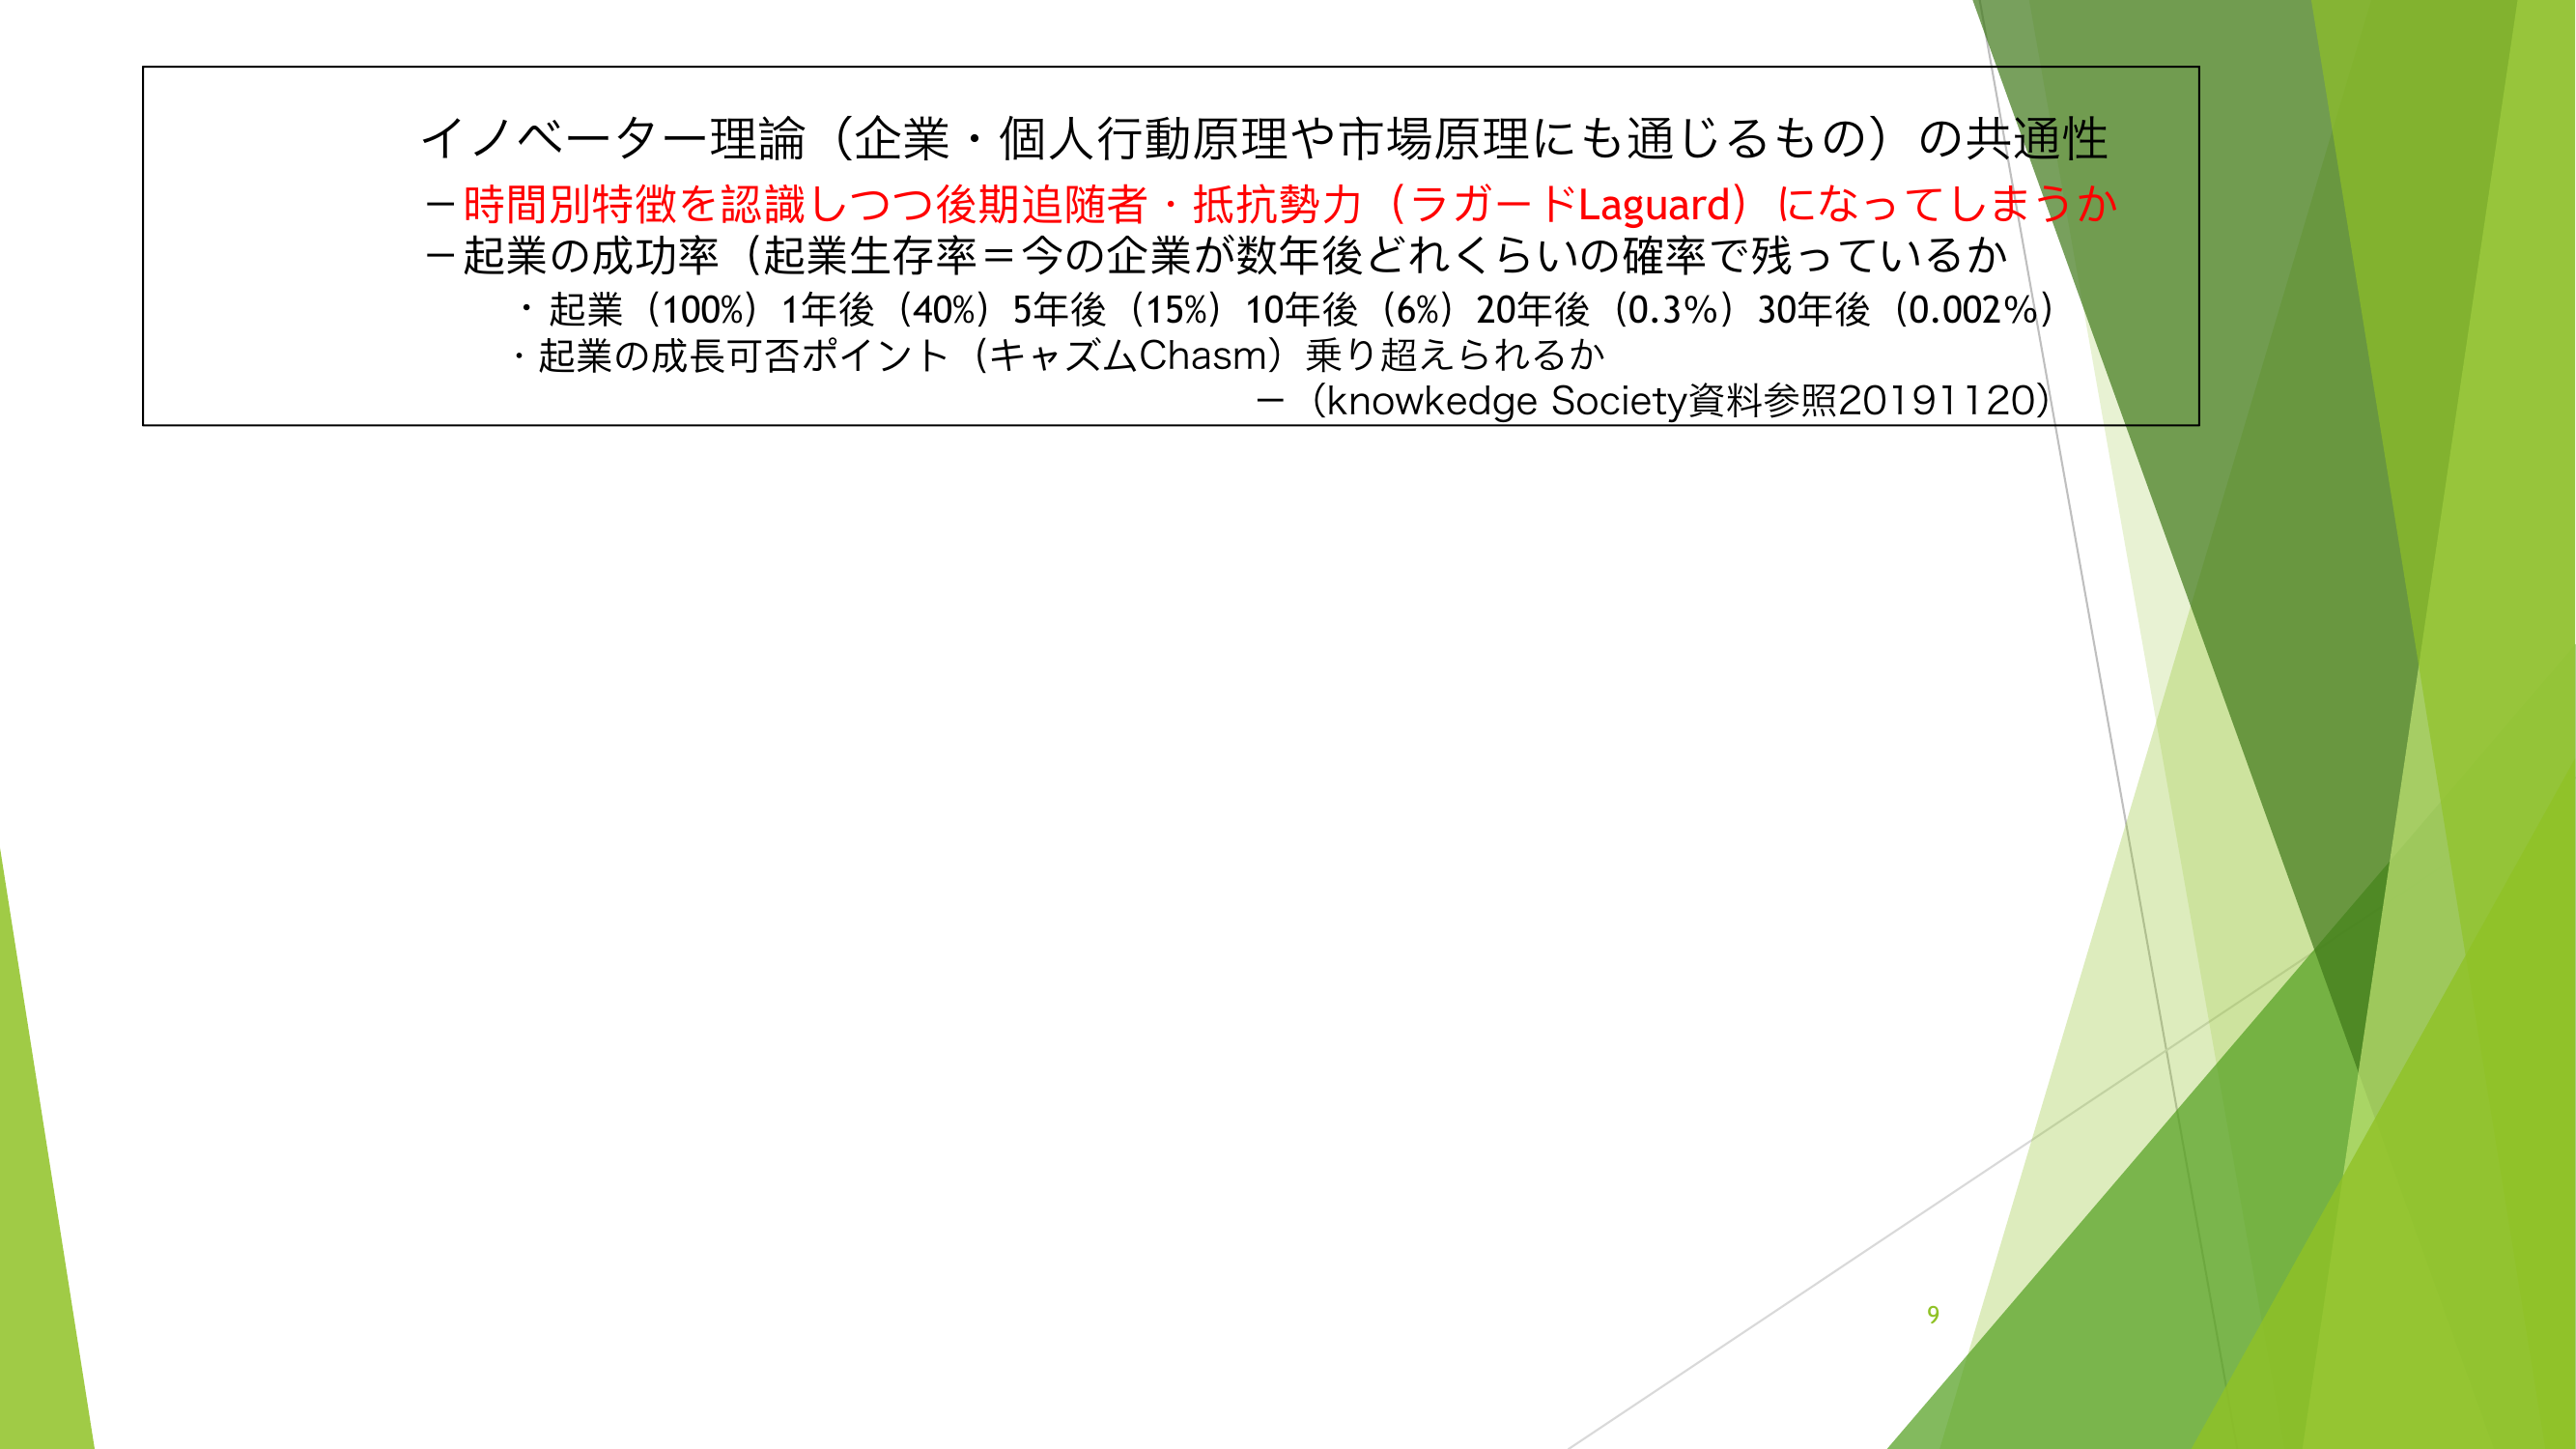 イノベーター理論（企業・個人行動原理や市場原理にも通じるもの）の共通性
－時間別特徴を認識しつつ後期追随者・抵抗勢力（ラガードLaguard）になってしまうか
－起業の成功率（起業生存率＝今の企業が数年後どれくらいの確率で残っているか
・起業（100%）1年後（40%）5年後（15%）10年後（6%）20年後（0.3％）30年後（0.002％）
・起業の成長可否ポイント（キャズムChasm）乗り超えられるか
－（knowkedge Society資料参照20191120）
9